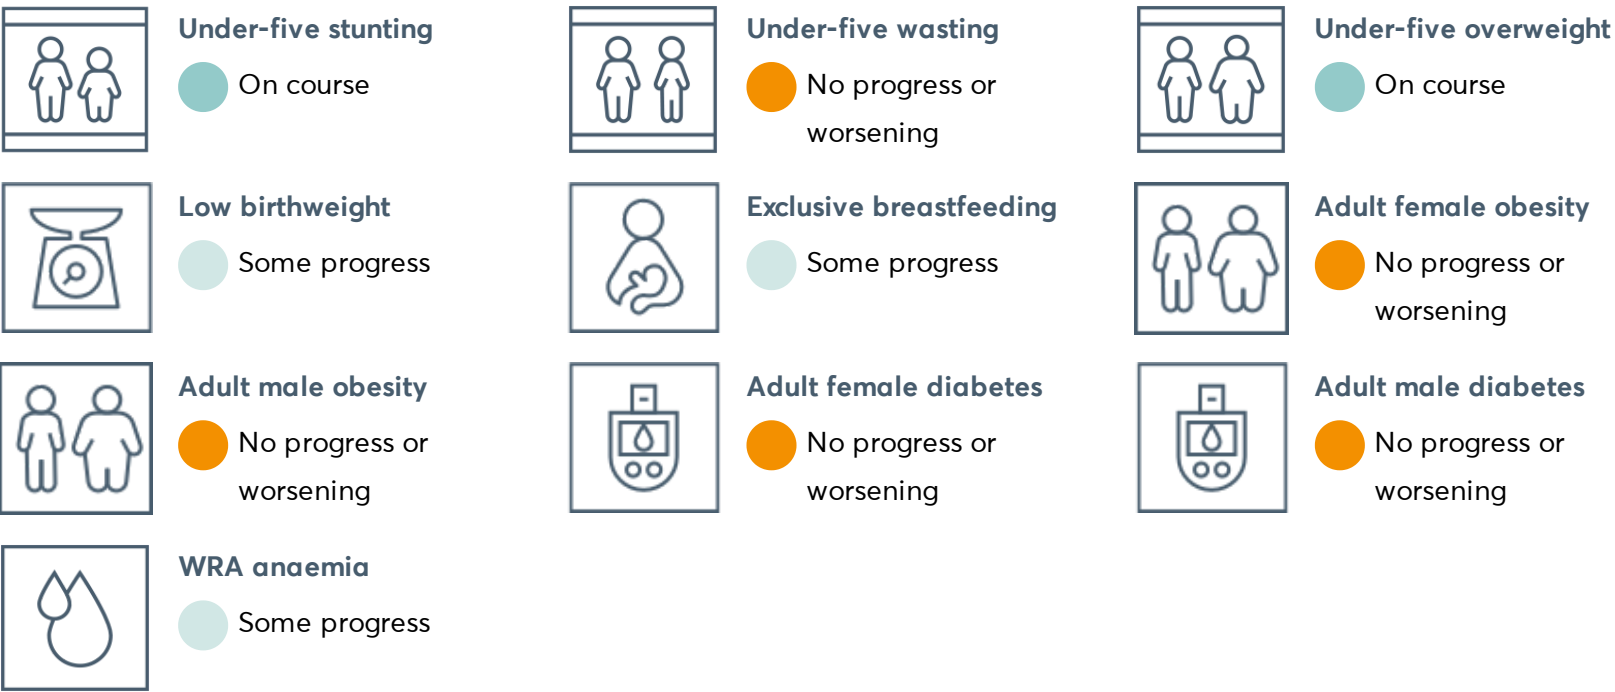 Under-five stunting
On course
Under-five wasting
No progress or
worsening
Under-five overweight
On course
Low birthweight
Some progress
Exclusive breastfeeding
Some progress
Adult female obesity
No progress or
worsening
Adult male obesity
No progress or
worsening
Adult female diabetes
No progress or
worsening
Adult male diabetes
No progress or
worsening
WRA anaemia
Some progress